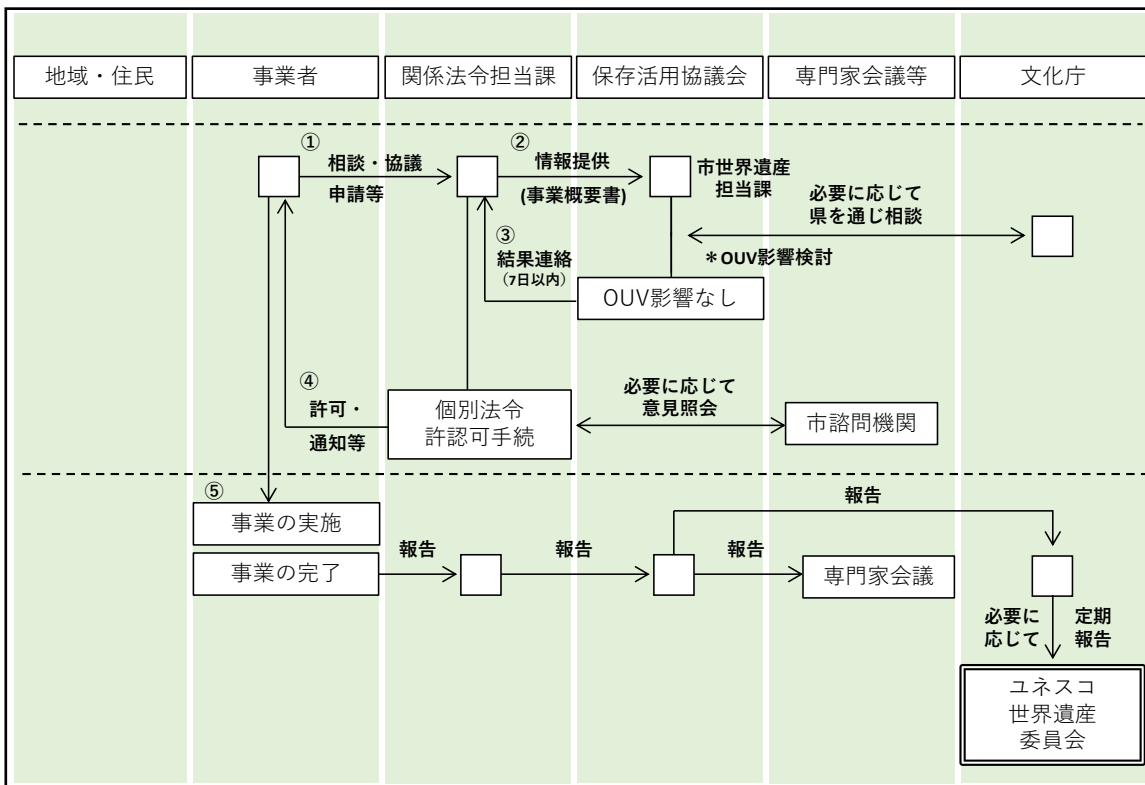 地域・住民
事業者
関係法令担当課
保存活用協議会
専門家会議等
文化庁
①
相談・協議
申請等
②
情報提供
(事業概要書)
市世界遺産
担当課
必要に応じて
県を通じ相談
＊OUV影響検討
③
結果連絡
（7日以内）
OUV影響なし
④
許可・
通知等
個別法令
許認可手続
必要に応じて
意見照会
市諮問機関
⑤
事業の実施
報告
事業の完了
報告
報告
報告
専門家会議
必要に
応じて
定期
報告
ユネスコ
世界遺産
委員会